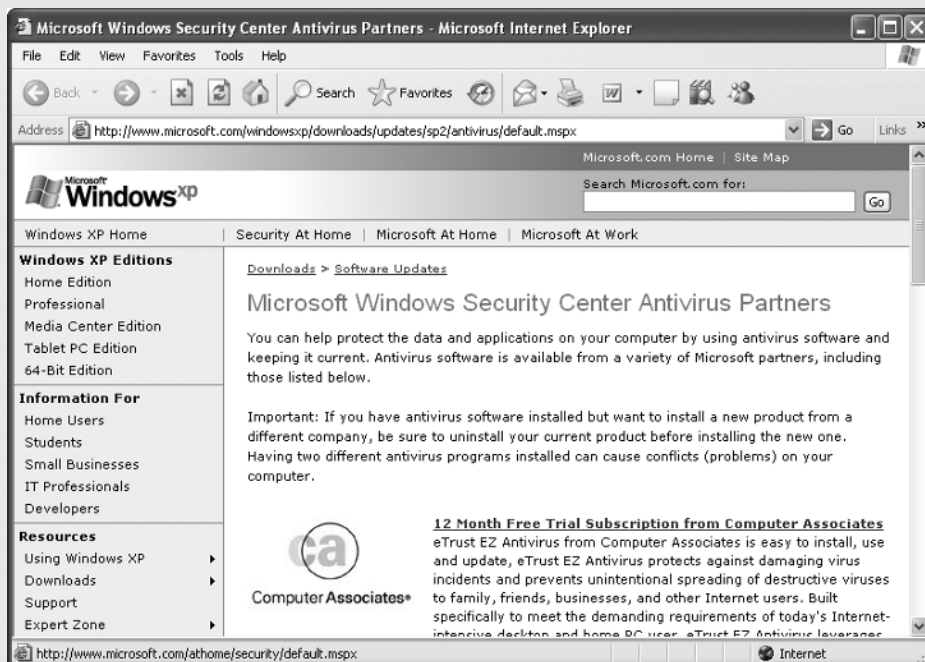 Microsoft Windows Security Center Antivirus Partners - Microsoft Internet Explorer
File Edit View Favorites Tools Help
Back Search Favorites
Address http://www.microsoft.com/windowsxp/downloads/updates/sp2/antivirus/default.mspx Go Links »
Microsoft.com Home | Site Map
Microsoft Windows xp
Search Microsoft.com for:
Go
Windows XP Home | Security At Home | Microsoft At Home | Microsoft At Work
Windows XP Editions
Home Edition
Professional
Media Center Edition
Tablet PC Edition
64-Bit Edition
Information For
Home Users
Students
Small Businesses
IT Professionals
Developers
Resources
Using Windows XP
Downloads
Support
Expert Zone
Downloads > Software Updates
Microsoft Windows Security Center Antivirus Partners
You can help protect the data and applications on your computer by using antivirus software and
keeping it current. Antivirus software is available from a variety of Microsoft partners, including
those listed below.
Important: If you have antivirus software installed but want to install a new product from a
different company, be sure to uninstall your current product before installing the new one.
Having two different antivirus programs installed can cause conflicts (problems) on your
computer.
ca
Computer Associates®
12 Month Free Trial Subscription from Computer Associates
eTrust EZ Antivirus from Computer Associates is easy to install, use
and update, eTrust EZ Antivirus protects against damaging virus
incidents and prevents unintentional spreading of destructive viruses
to family, friends, businesses, and other Internet users. Built
specifically to meet the demanding requirements of today's Internet-
intensive desktop and home PC user, eTrust EZ Antivirus leverages
http://www.microsoft.com/athome/security/default.mspx Internet